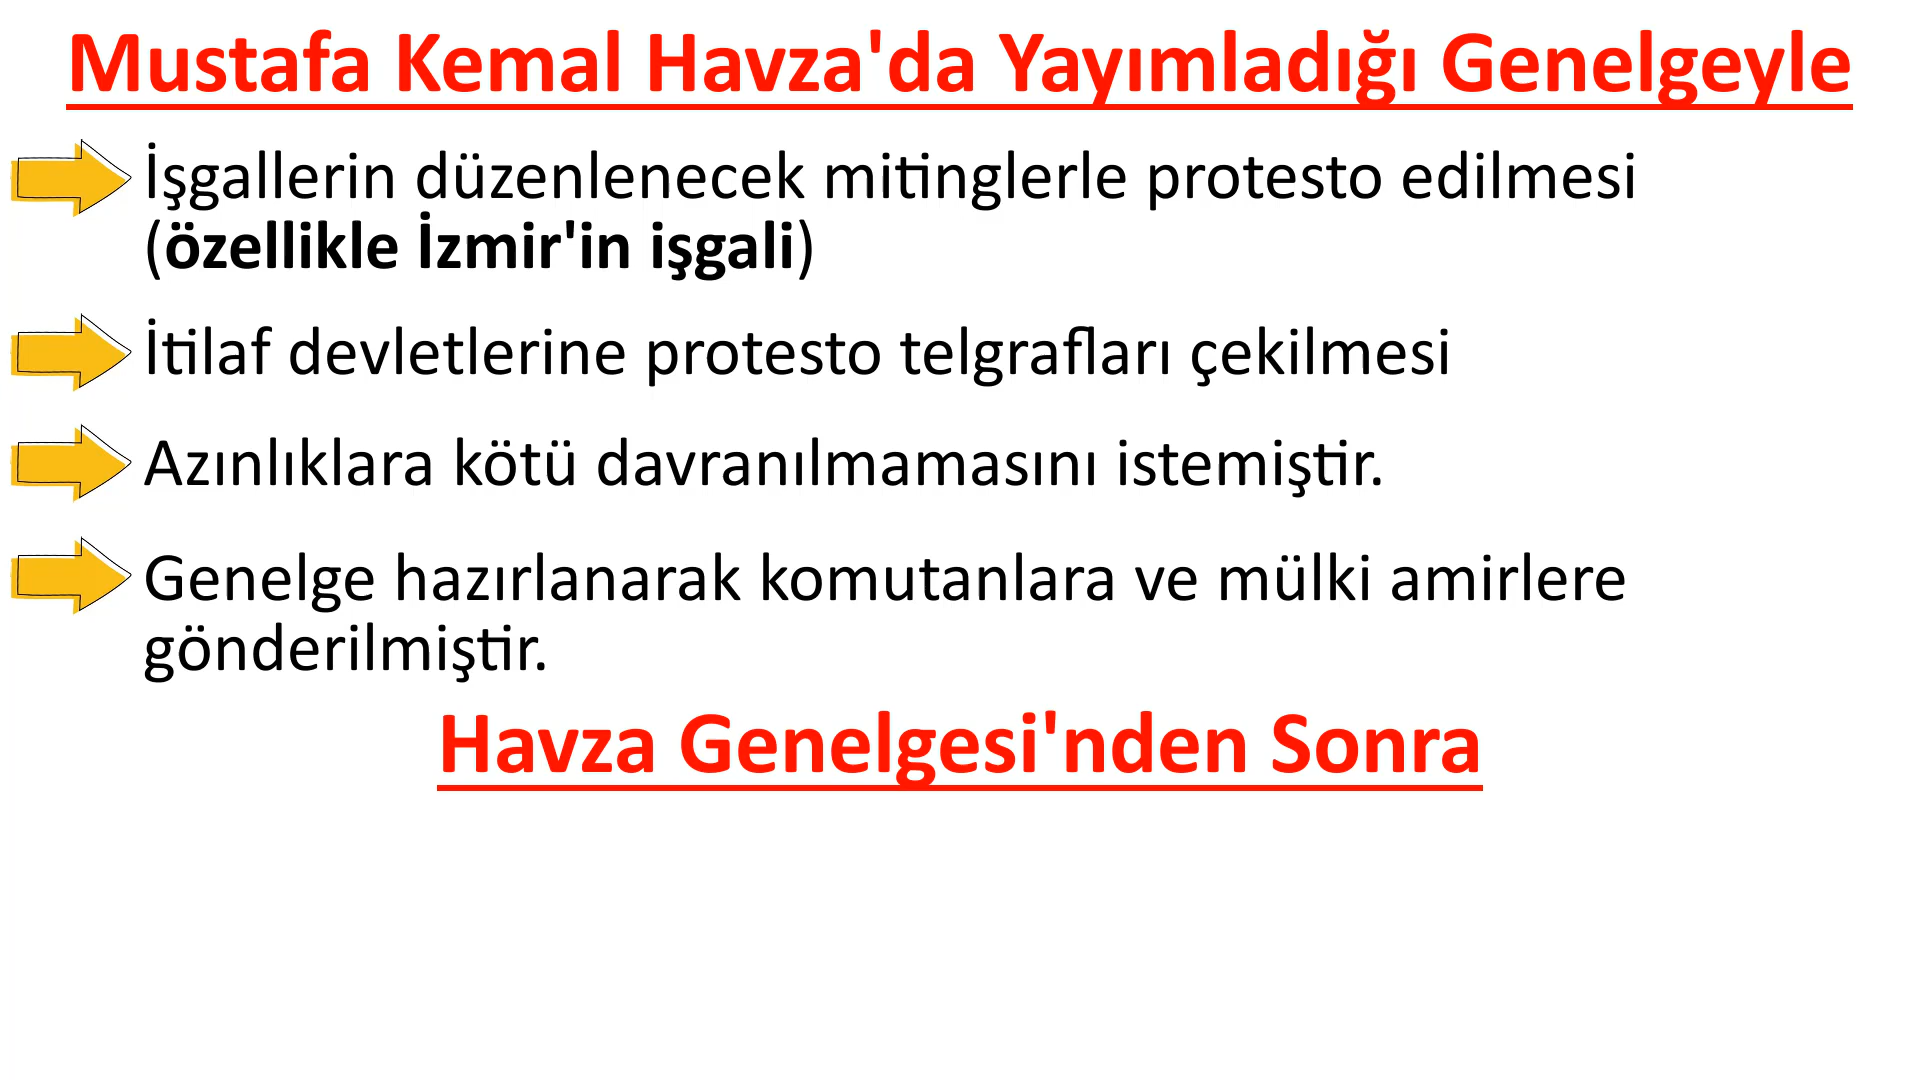 Mustafa Kemal Havza'da Yayımladığı Genelgeyle
İşgallerin düzenlenecek mitinglerle protesto edilmesi
(özellikle İzmir'in işgali)
İtilaf devletlerine protesto telgrafları çekilmesi
Azınlıklara kötü davranılmamasını istemiştir.
Genelge hazırlanarak komutanlara ve mülki amirlere
gönderilmiştir.
Havza Genelgesi'nden Sonra